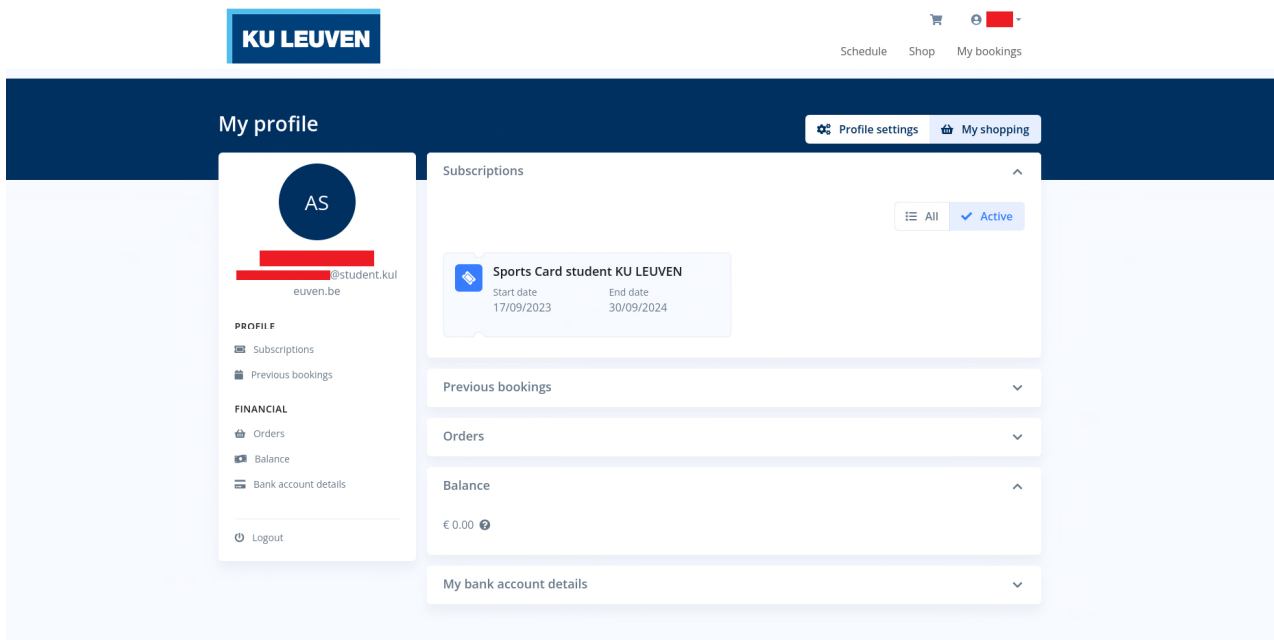 KU LEUVEN
Schedule Shop My bookings
My profile
Profile settings My shopping
AS
@student.kul
euven.be
PROFILE
Subscriptions
Previous bookings
FINANCIAL
Orders
Balance
Bank account details
Logout
Subscriptions
All Active
Sports Card student KU LEUVEN
Start date End date
17/09/2023 30/09/2024
Previous bookings
Orders
Balance
€ 0.00 ?
My bank account details